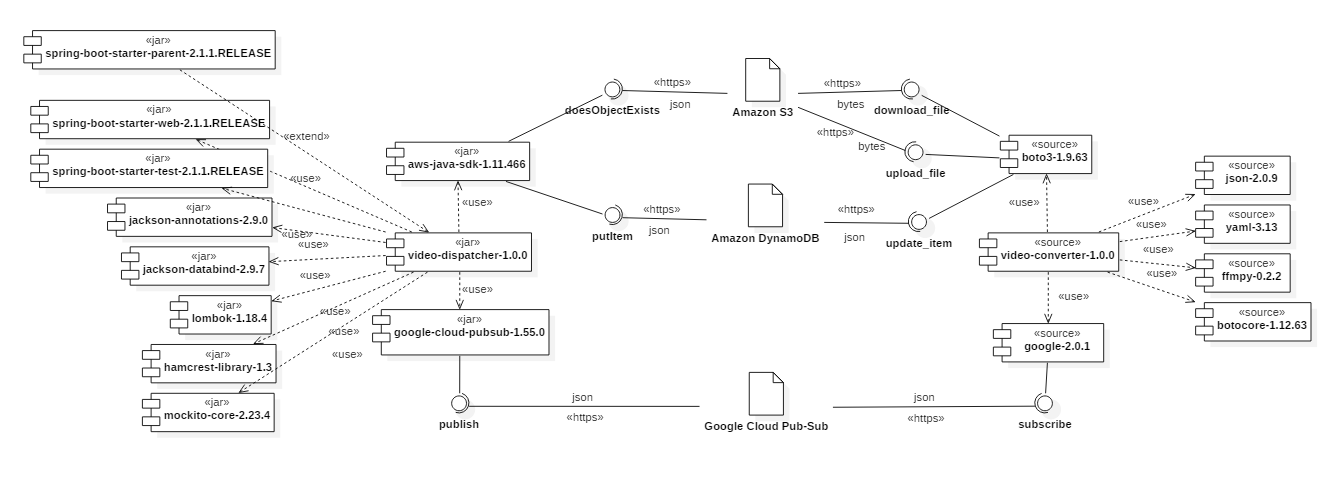 «jar»
spring-boot-starter-parent-2.1.1.RELEASE
«jar»
spring-boot-starter-web-2.1.1.RELEASE
«extend»
«jar»
spring-boot-starter-test-2.1.1.RELEASE
«use»
«jar»
jackson-annotations-2.9.0
«use»
«use»
«jar»
jackson-databind-2.9.7
«use»
«jar»
lombok-1.18.4
«use»
«use»
«jar»
hamcrest-library-1.3
«use»
«jar»
mockito-core-2.23.4
«jar»
aws-java-sdk-1.11.466
«use»
«jar»
video-dispatcher-1.0.0
«use»
«jar»
google-cloud-pubsub-1.55.0
publish
doesObjectExists
«https»
json
Amazon S3
«https»
bytes
download_file
«https»
bytes
upload_file
putItem
«https»
json
Amazon DynamoDB
«https»
json
update_item
json
«https»
Google Cloud Pub-Sub
json
«https»
subscribe
«source»
boto3-1.9.63
«use»
«source»
video-converter-1.0.0
«use»
«source»
google-2.0.1
«use»
«source»
json-2.0.9
«use»
«source»
yaml-3.13
«use»
«source»
ffmpy-0.2.2
«use»
«source»
botocore-1.12.63